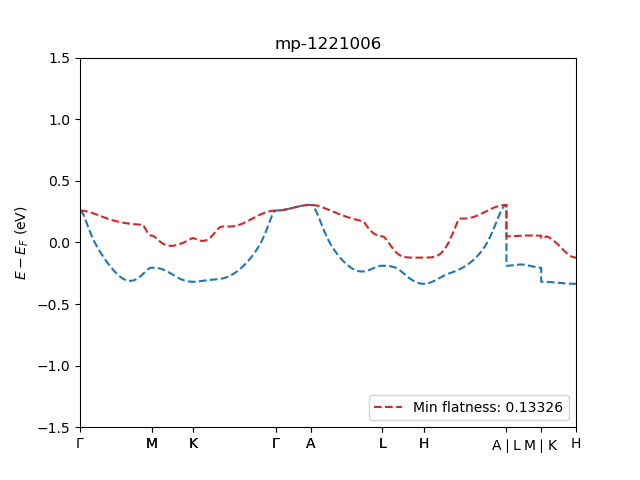 mp-1221006
E − E_F (eV)
1.5
1.0
0.5
0.0
−0.5
−1.0
−1.5
Min flatness: 0.13326
Γ M K Γ A L H A | L M | K H